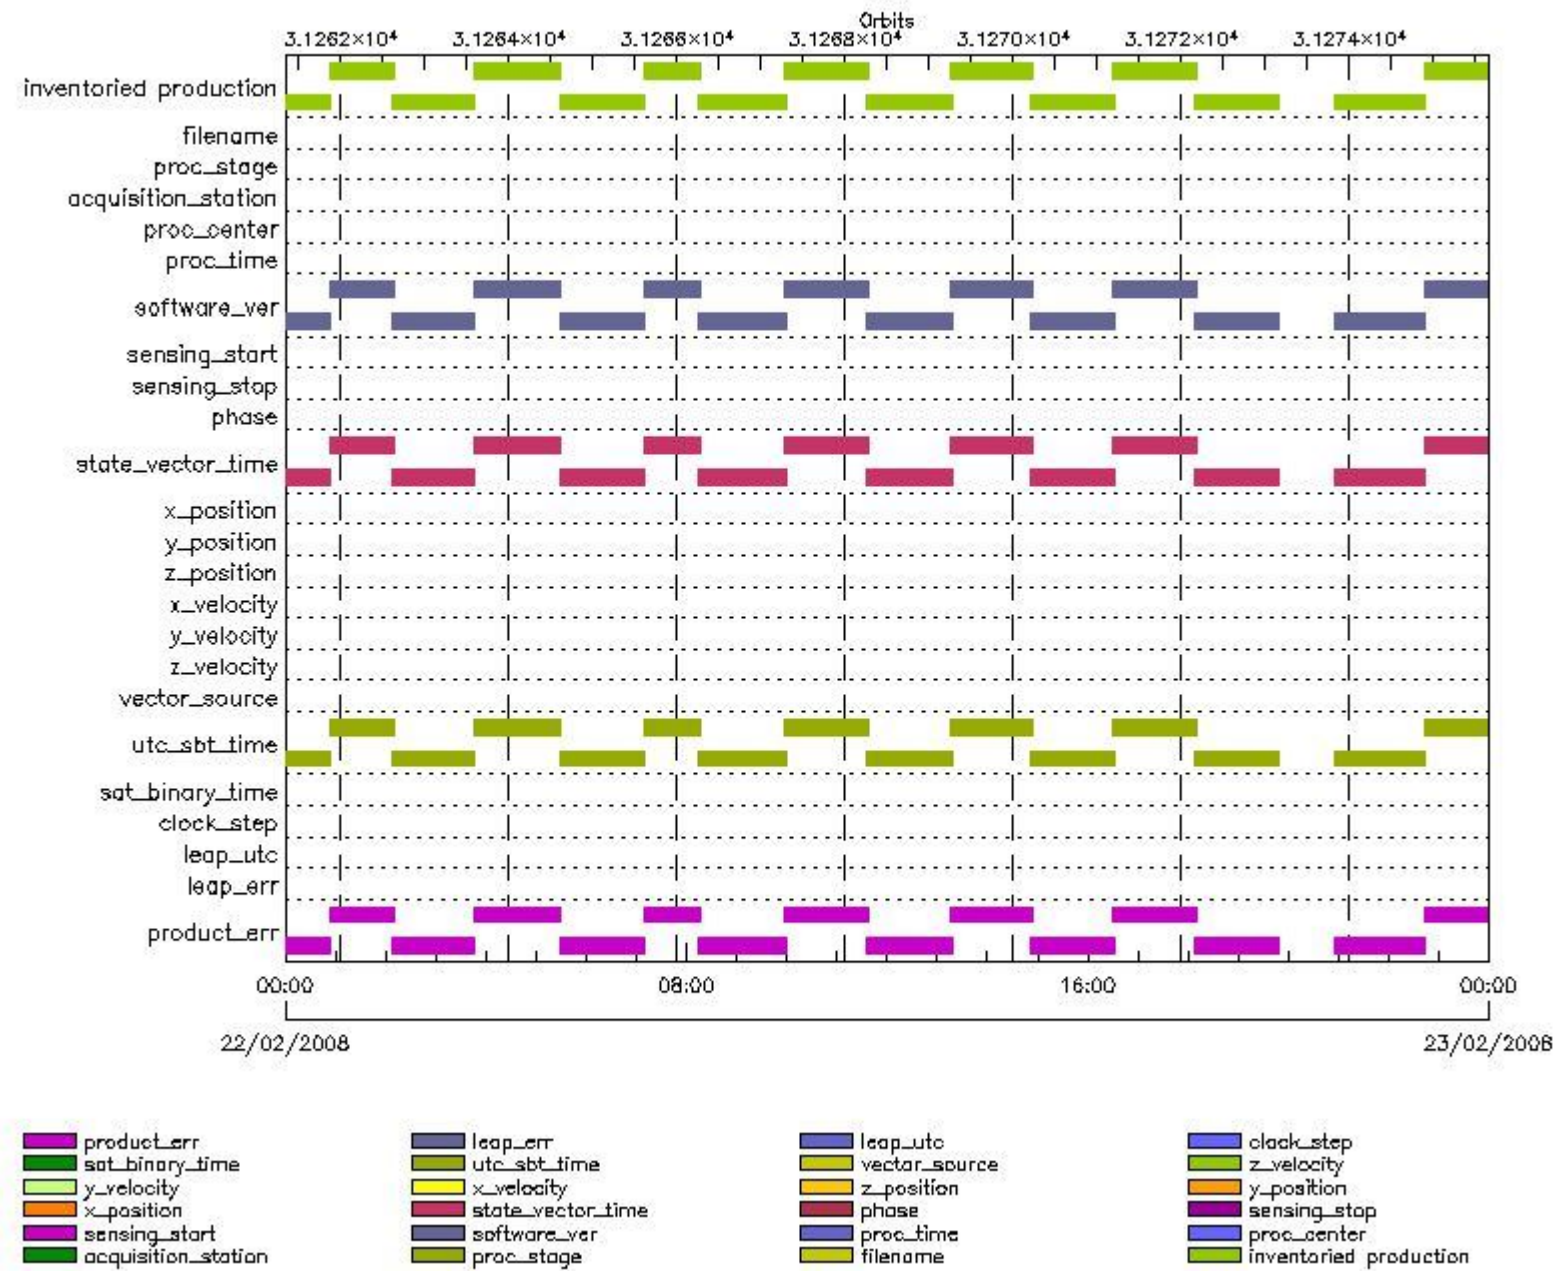 Orbits
3.1262×10⁴ 3.1264×10⁴ 3.1266×10⁴ 3.1268×10⁴ 3.1270×10⁴ 3.1272×10⁴ 3.1274×10⁴
inventoried production
filename
proc_stage
acquisition_station
proc_center
proc_time
software_ver
sensing_start
sensing_stop
phase
state_vector_time
x_position
y_position
z_position
x_velocity
y_velocity
z_velocity
vector_source
utc_sbt_time
sat_binary_time
clock_step
leap_utc
leap_err
product_err
00:00 08:00 16:00 00:00
22/02/2008 23/02/2008
product_err leap_err leap_utc clock_step
sat_binary_time utc_sbt_time vector_source z_velocity
y_velocity x_velocity z_position y_position
x_position state_vector_time phase sensing_stop
sensing_start software_ver proc_time proc_center
acquisition_station proc_stage filename inventoried production